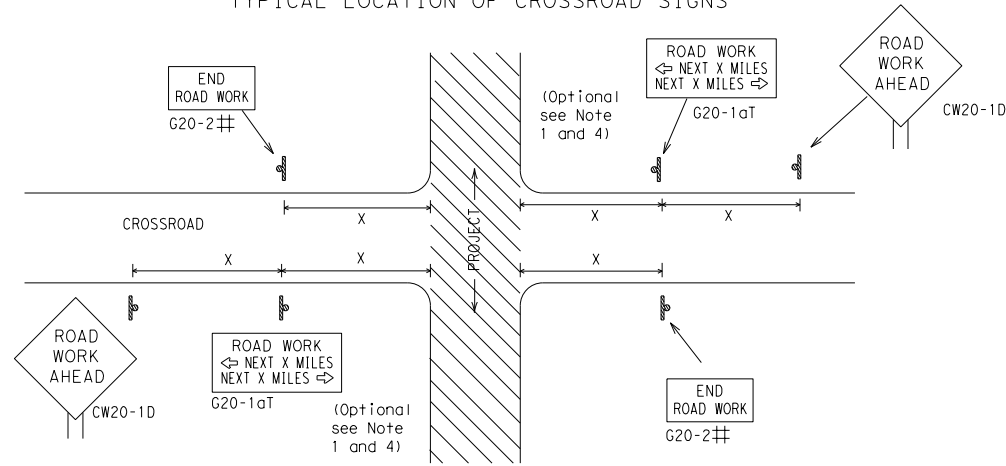 TYPICAL LOCATION OF CROSSROAD SIGNS
END
ROAD WORK
G20-2#
(Optional
see Note
1 and 4)
ROAD WORK
⇦ NEXT X MILES
NEXT X MILES ⇨
G20-1aT
ROAD
WORK
AHEAD
CW20-1D
X
X
X
CROSSROAD
PROJECT
X
X
X
ROAD
WORK
AHEAD
CW20-1D
ROAD WORK
⇦ NEXT X MILES
NEXT X MILES ⇨
G20-1aT
(Optional
see Note
1 and 4)
END
ROAD WORK
G20-2#